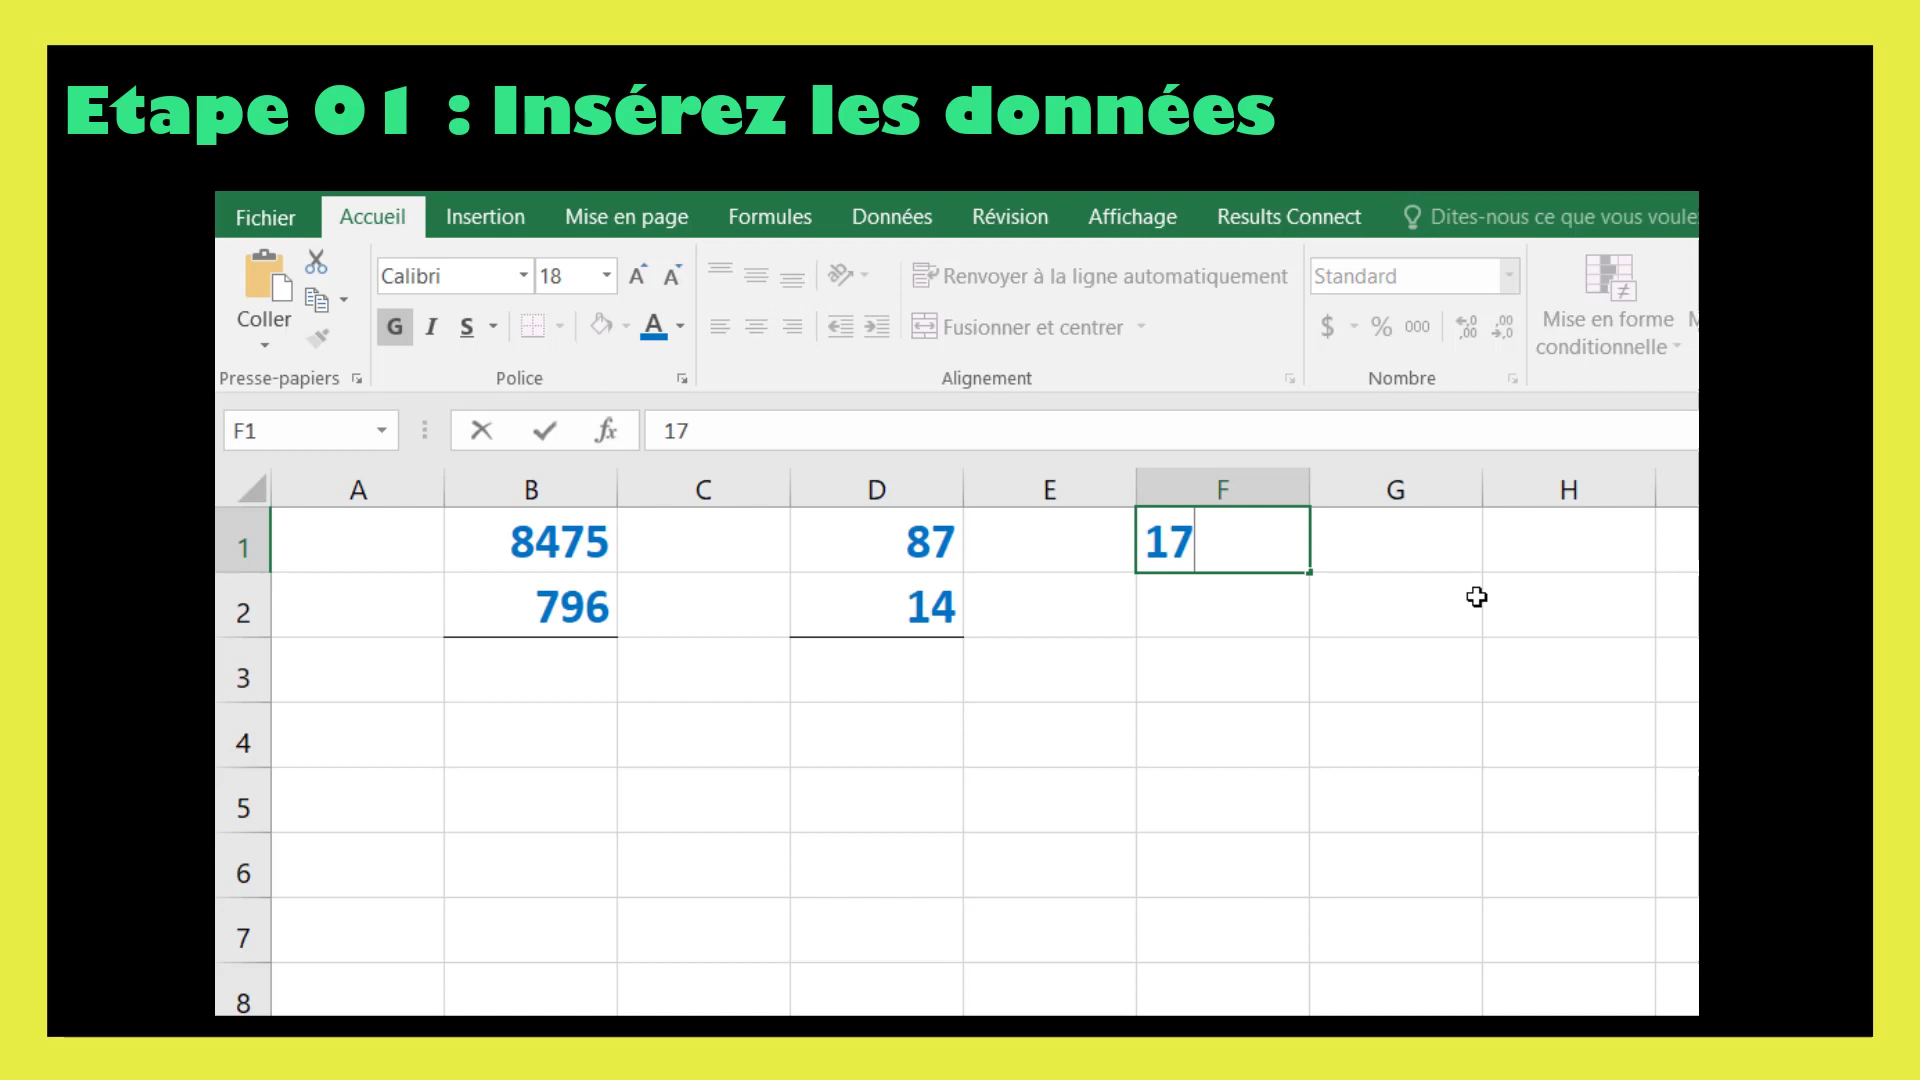 Etape 01 : Insérez les données
Fichier Accueil Insertion Mise en page Formules Données Révision Affichage Results Connect Dites-nous ce que vous voule
Coller
Calibri 18
G I S A
Renvoyer à la ligne automatiquement
Fusionner et centrer
Standard
$ % 000
Mise en forme
conditionnelle
Presse-papiers Police Alignement Nombre
F1 fx 17
A B C D E F G H
1 8475 87 17
2 796 14
3
4
5
6
7
8